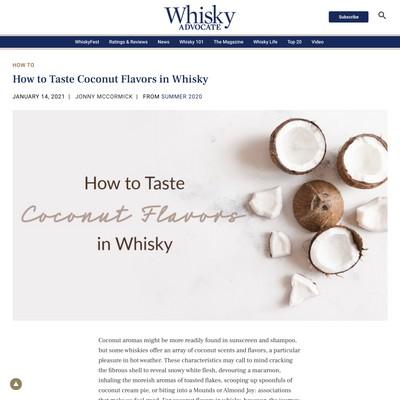 Whisky
ADVOCATE
Subscribe
WhiskyFest Ratings & Reviews News Whisky 101 The Magazine Whisky Life Top 20 Video
HOW TO
How to Taste Coconut Flavors in Whisky
JANUARY 14, 2021 | JONNY MCCORMICK | FROM SUMMER 2020
How to Taste
Coconut Flavors
in Whisky
Coconut aromas might be more readily found in sunscreen and shampoo,
but some whiskies offer an array of coconut scents and flavors, a particular
pleasure in hot weather. These characteristics may call to mind cracking
the fibrous shell to reveal snowy white flesh, devouring a macaroon,
inhaling the moreish aromas of toasted flakes, scooping up spoonfuls of
coconut cream pie, or biting into a Mounds or Almond Joy: associations